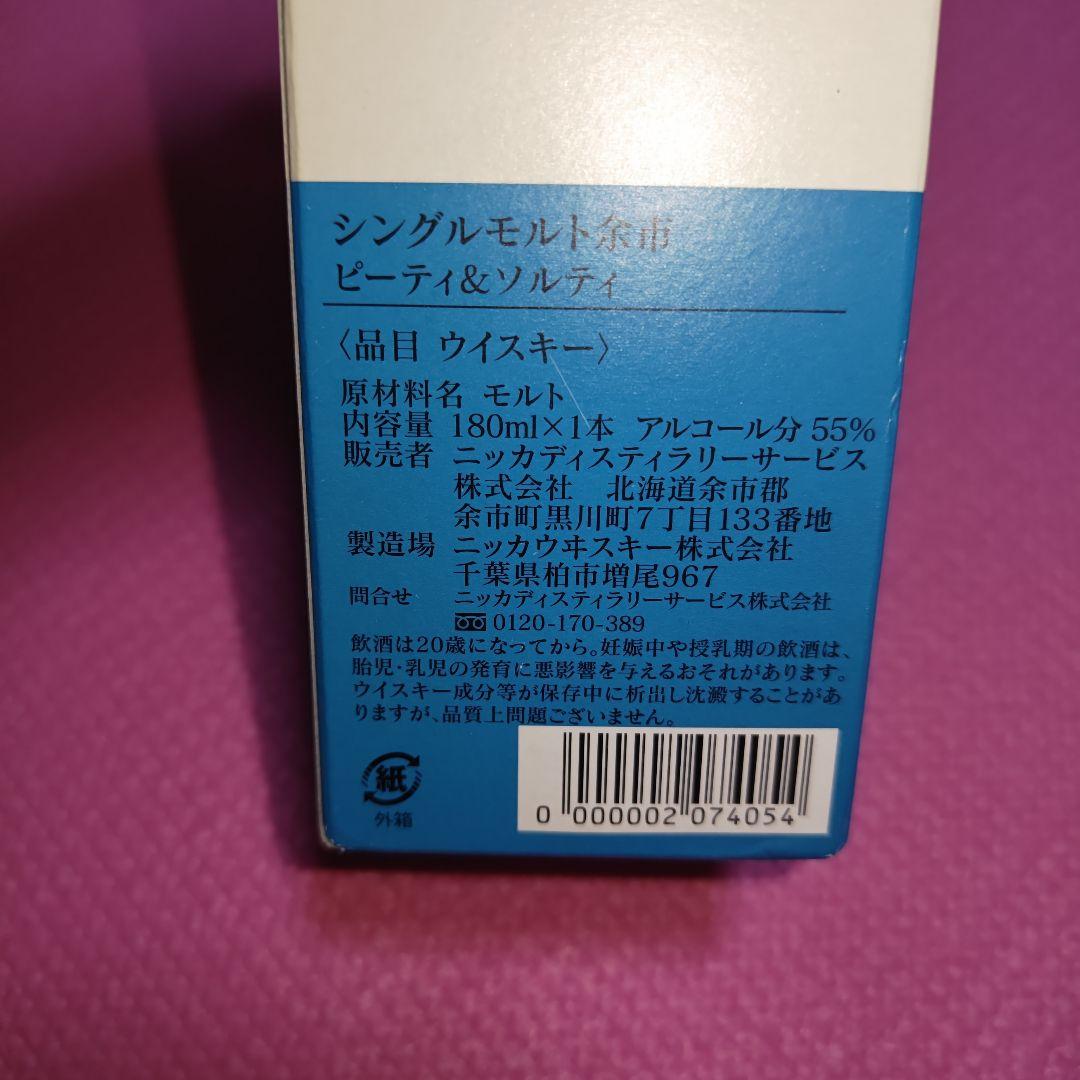 シングルモルト余市
ピーティ&ソルティ
〈品目 ウイスキー〉
原材料名 モルト
内容量 180ml×1本 アルコール分 55%
販売者 ニッカディスティラリーサービス
株式会社 北海道余市郡
余市町黒川町7丁目133番地
製造場 ニッカウヰスキー株式会社
千葉県柏市増尾967
問合せ ニッカディスティラリーサービス株式会社
0120-170-389
飲酒は20歳になってから。妊娠中や授乳期の飲酒は、
胎児・乳児の発育に悪影響を与えるおそれがあります。
ウイスキー成分等が保存中に析出し沈澱することがあ
りますが、品質上問題ございません。
紙
外箱
0 000002 074054